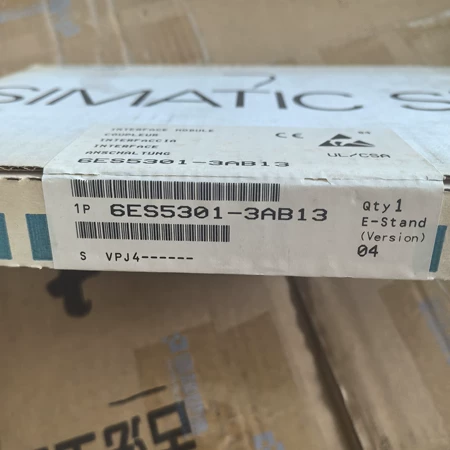 SIMATIC S
INTERFACE MODULE
COUPLEUR
INTERFACCIA
INTERFACE
ANSCHALTUNG
6ES5301-3AB13
CE
UL/CSA
1P 6ES5301-3AB13
Qty 1
E-Stand
(Version)
04
S VPJ4------